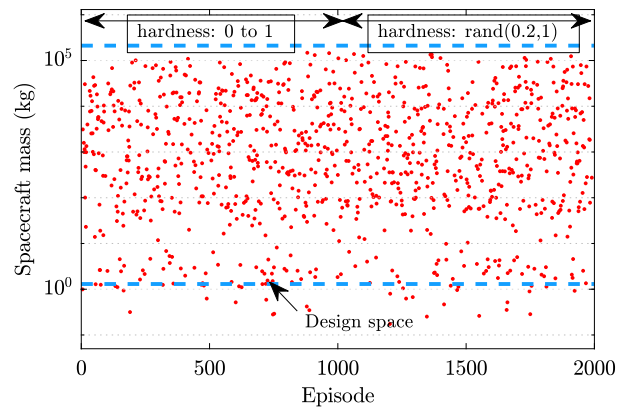 hardness: 0 to 1
hardness: rand(0.2,1)
10^5
Spacecraft mass (kg)
10^0
Design space
0
500
1000
1500
2000
Episode